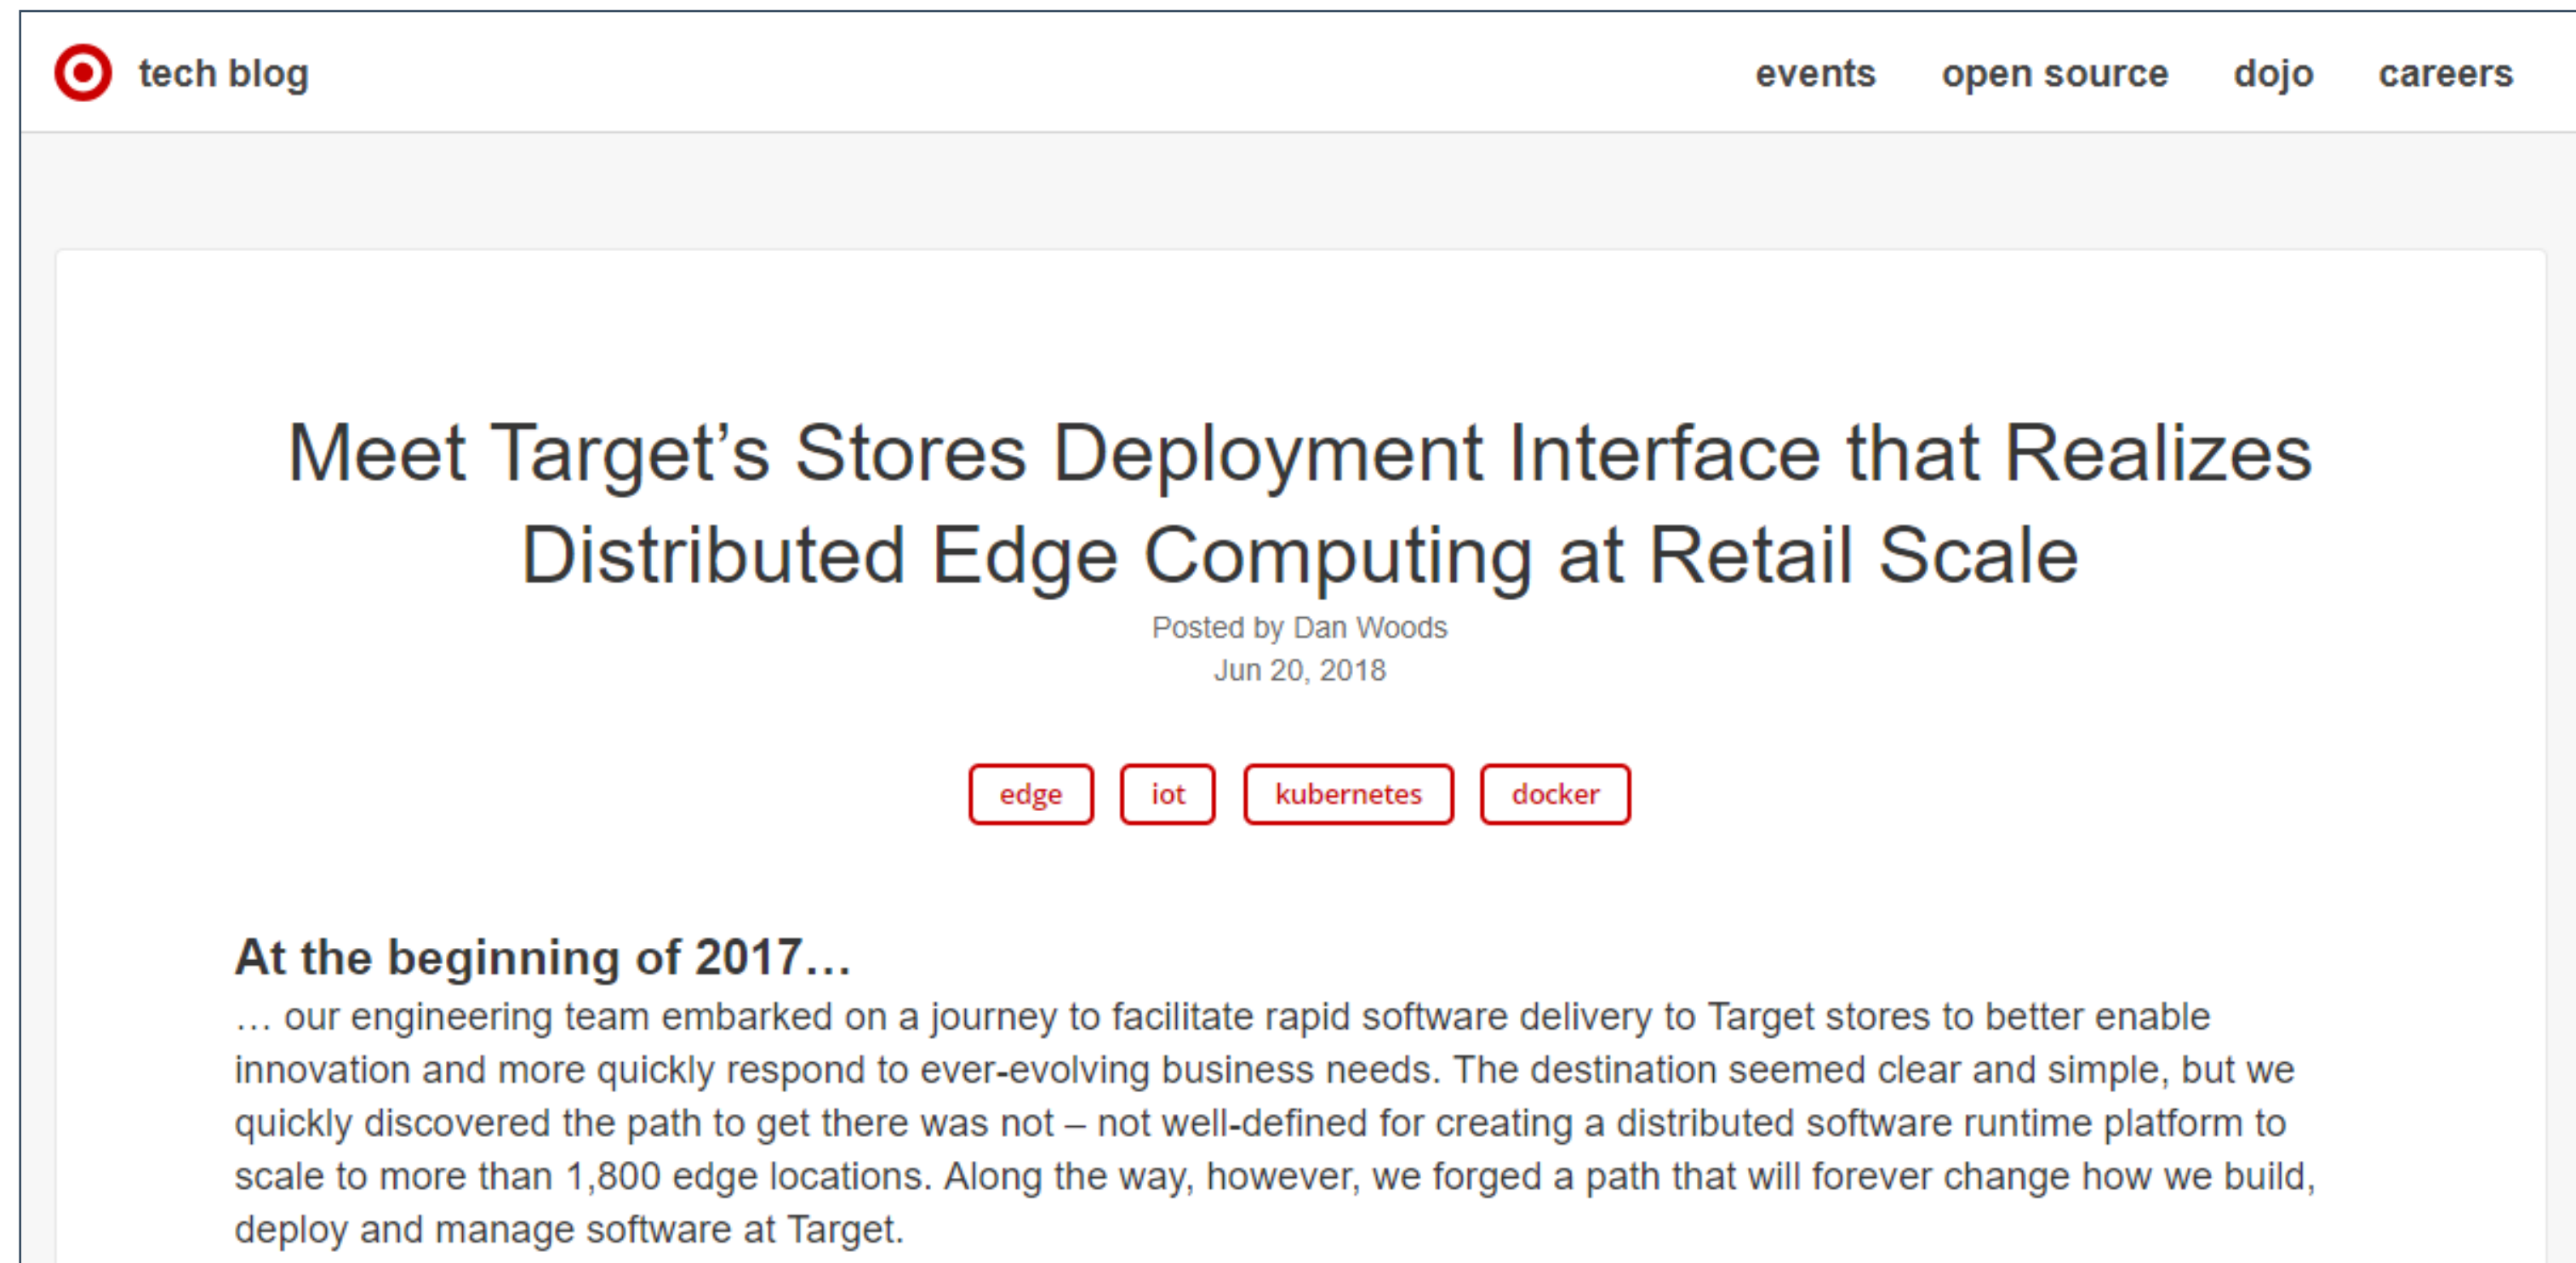 tech blog
events open source dojo careers
Meet Target’s Stores Deployment Interface that Realizes
Distributed Edge Computing at Retail Scale
Posted by Dan Woods
Jun 20, 2018
edge iot kubernetes docker
At the beginning of 2017…
… our engineering team embarked on a journey to facilitate rapid software delivery to Target stores to better enable
innovation and more quickly respond to ever-evolving business needs. The destination seemed clear and simple, but we
quickly discovered the path to get there was not – not well-defined for creating a distributed software runtime platform to
scale to more than 1,800 edge locations. Along the way, however, we forged a path that will forever change how we build,
deploy and manage software at Target.